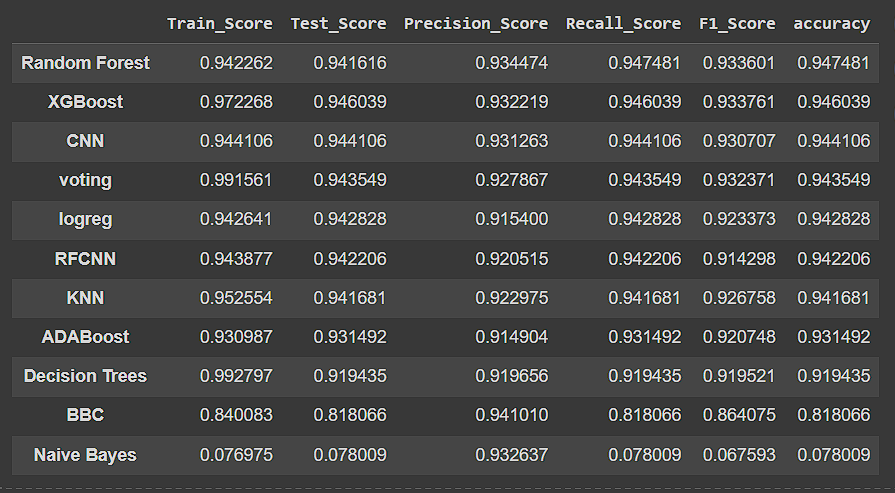 Train_Score Test_Score Precision_Score Recall_Score F1_Score accuracy
Random Forest 0.942262 0.941616 0.934474 0.947481 0.933601 0.947481
XGBoost 0.972268 0.946039 0.932219 0.946039 0.933761 0.946039
CNN 0.944106 0.944106 0.931263 0.944106 0.930707 0.944106
voting 0.991561 0.943549 0.927867 0.943549 0.932371 0.943549
logreg 0.942641 0.942828 0.915400 0.942828 0.923373 0.942828
RFCNN 0.943877 0.942206 0.920515 0.942206 0.914298 0.942206
KNN 0.952554 0.941681 0.922975 0.941681 0.926758 0.941681
ADABoost 0.930987 0.931492 0.914904 0.931492 0.920748 0.931492
Decision Trees 0.992797 0.919435 0.919656 0.919435 0.919521 0.919435
BBC 0.840083 0.818066 0.941010 0.818066 0.864075 0.818066
Naive Bayes 0.076975 0.078009 0.932637 0.078009 0.067593 0.078009